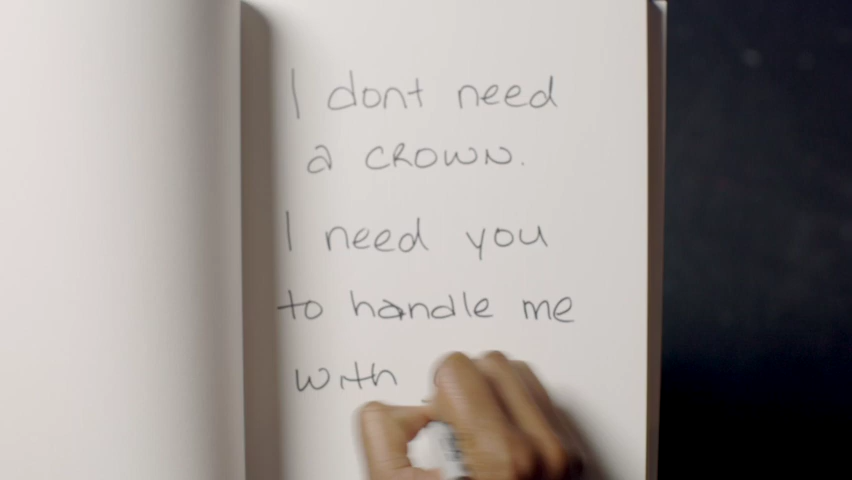 I dont need
a CROWN.
I need you
to handle me
with